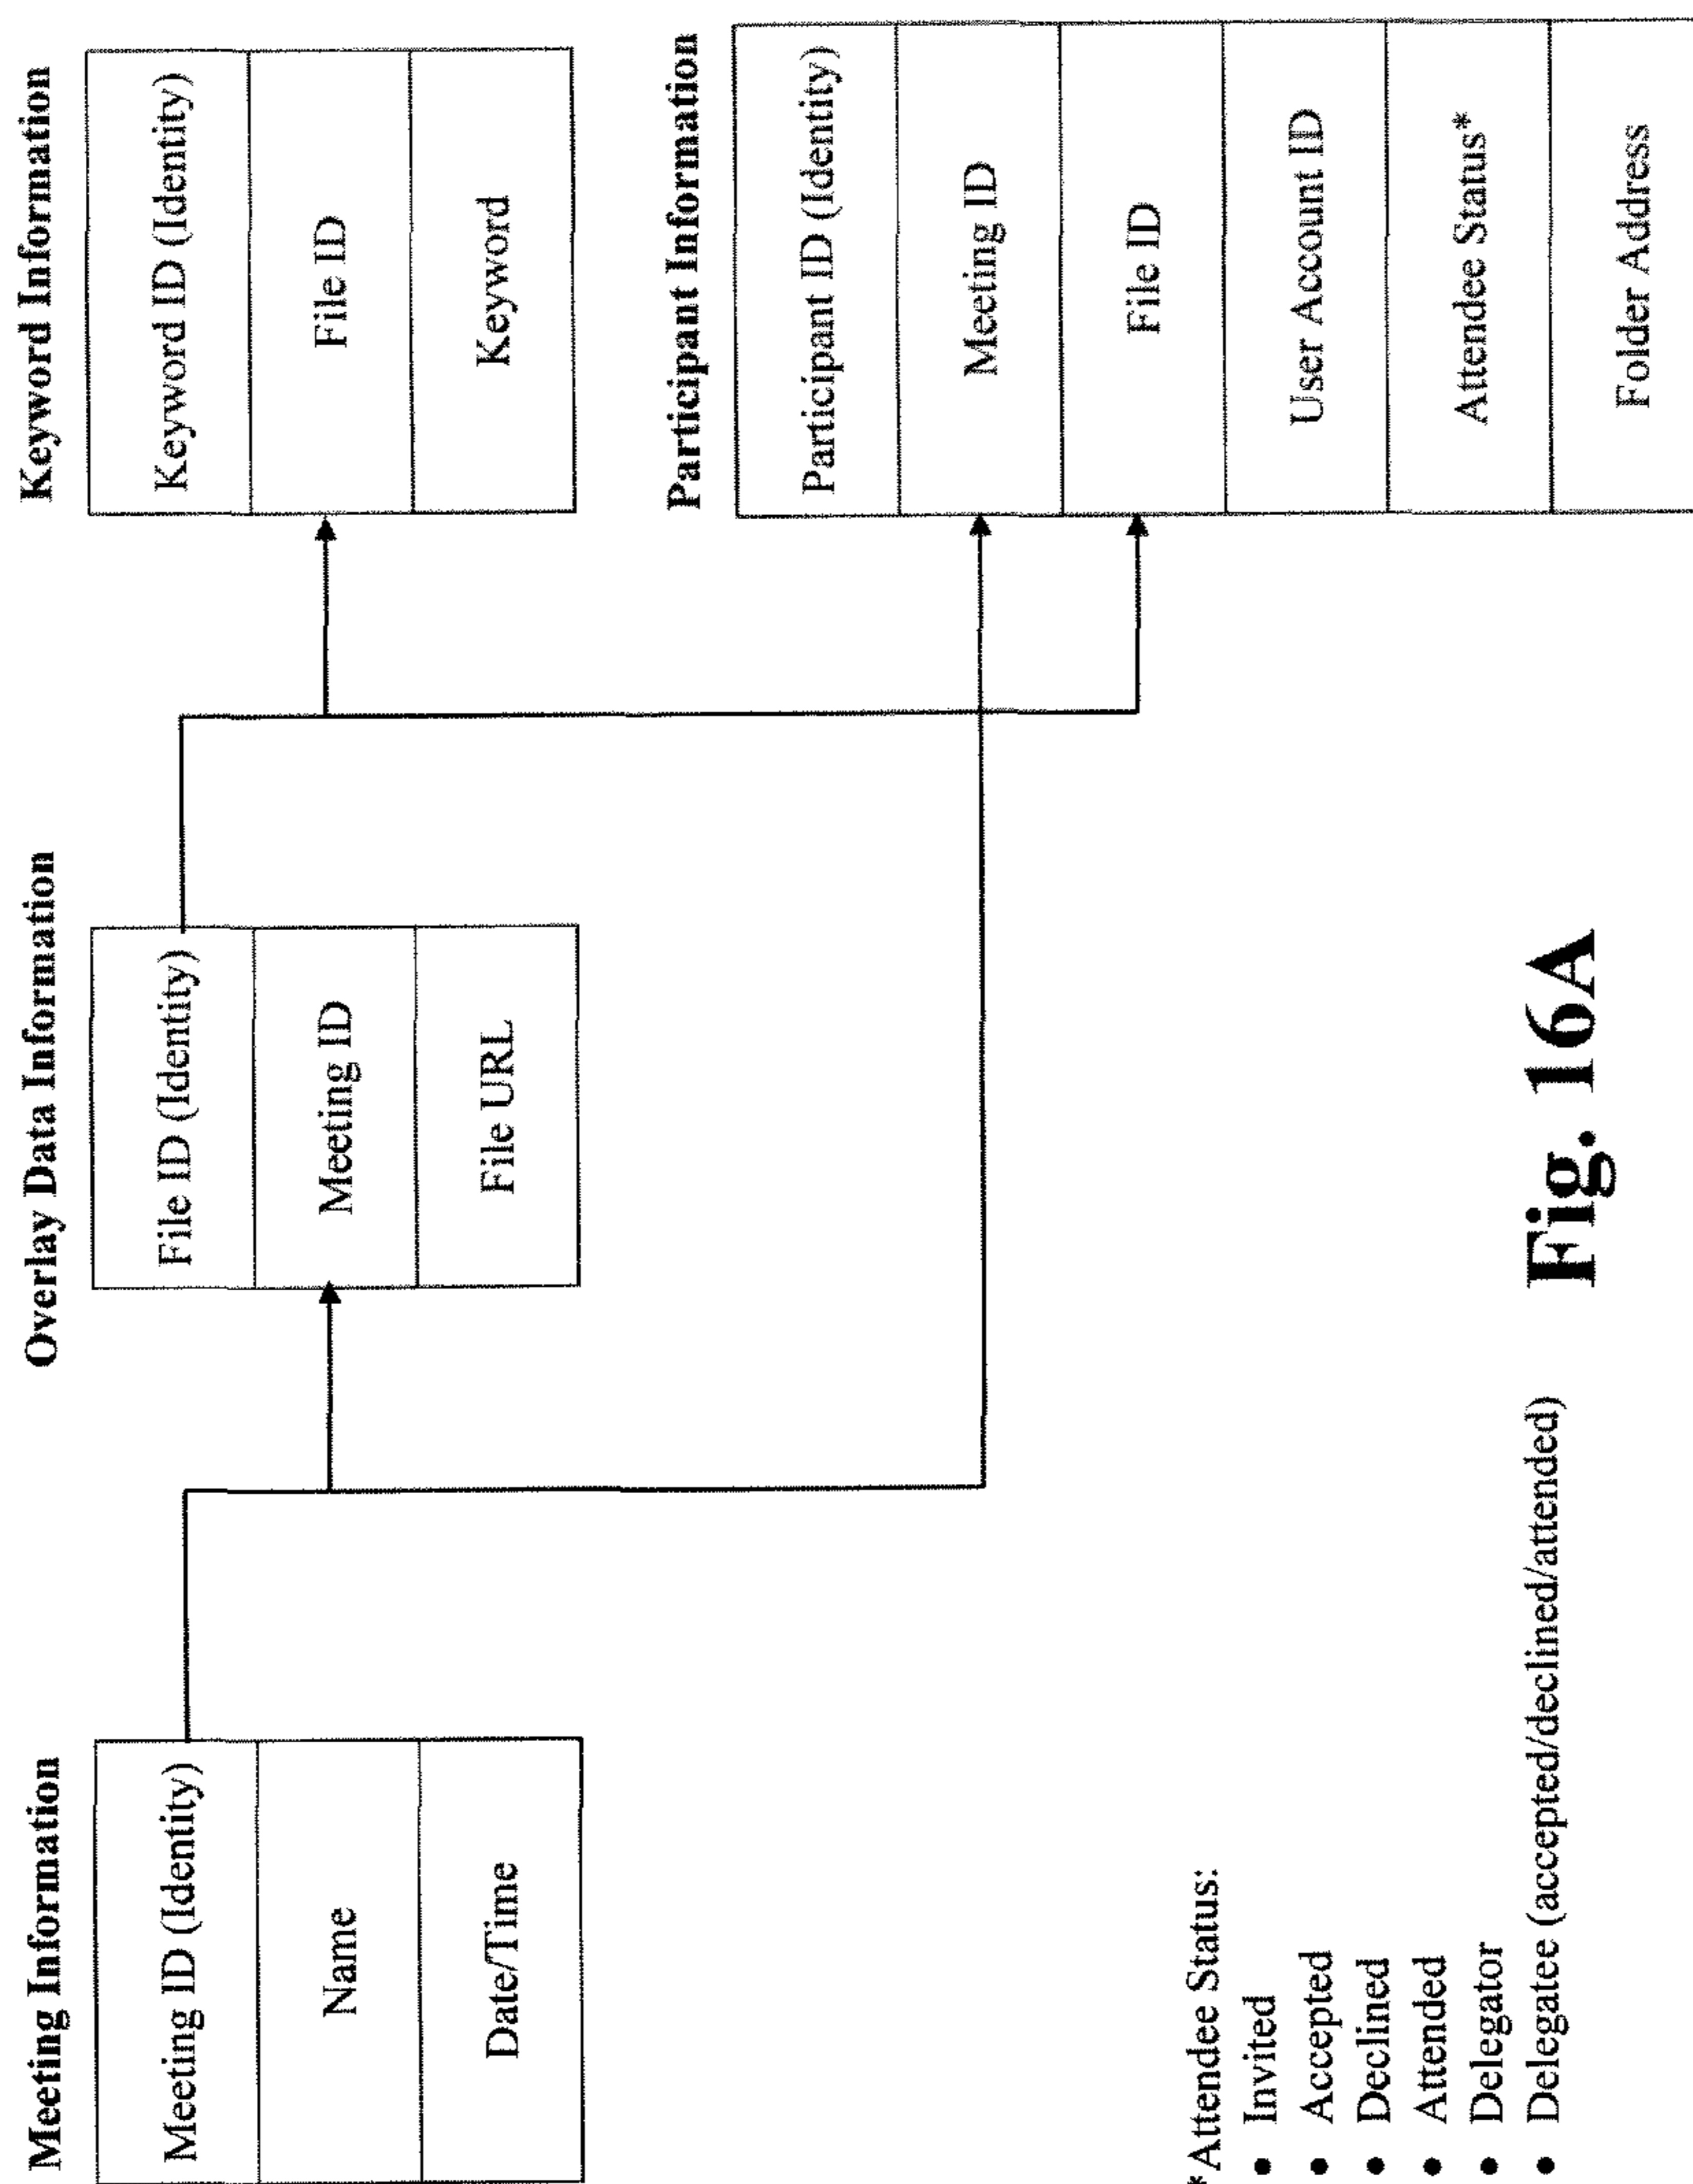 Meeting Information
Meeting ID (Identity)
Name
Date/Time
Overlay Data Information
File ID (Identity)
Meeting ID
File URL
Keyword Information
Keyword ID (Identity)
File ID
Keyword
Participant Information
Participant ID (Identity)
Meeting ID
File ID
User Account ID
Attendee Status*
Folder Address
*Attendee Status:
• Invited
• Accepted
• Declined
• Attended
• Delegator
• Delegatee (accepted/declined/attended)
Fig. 16A